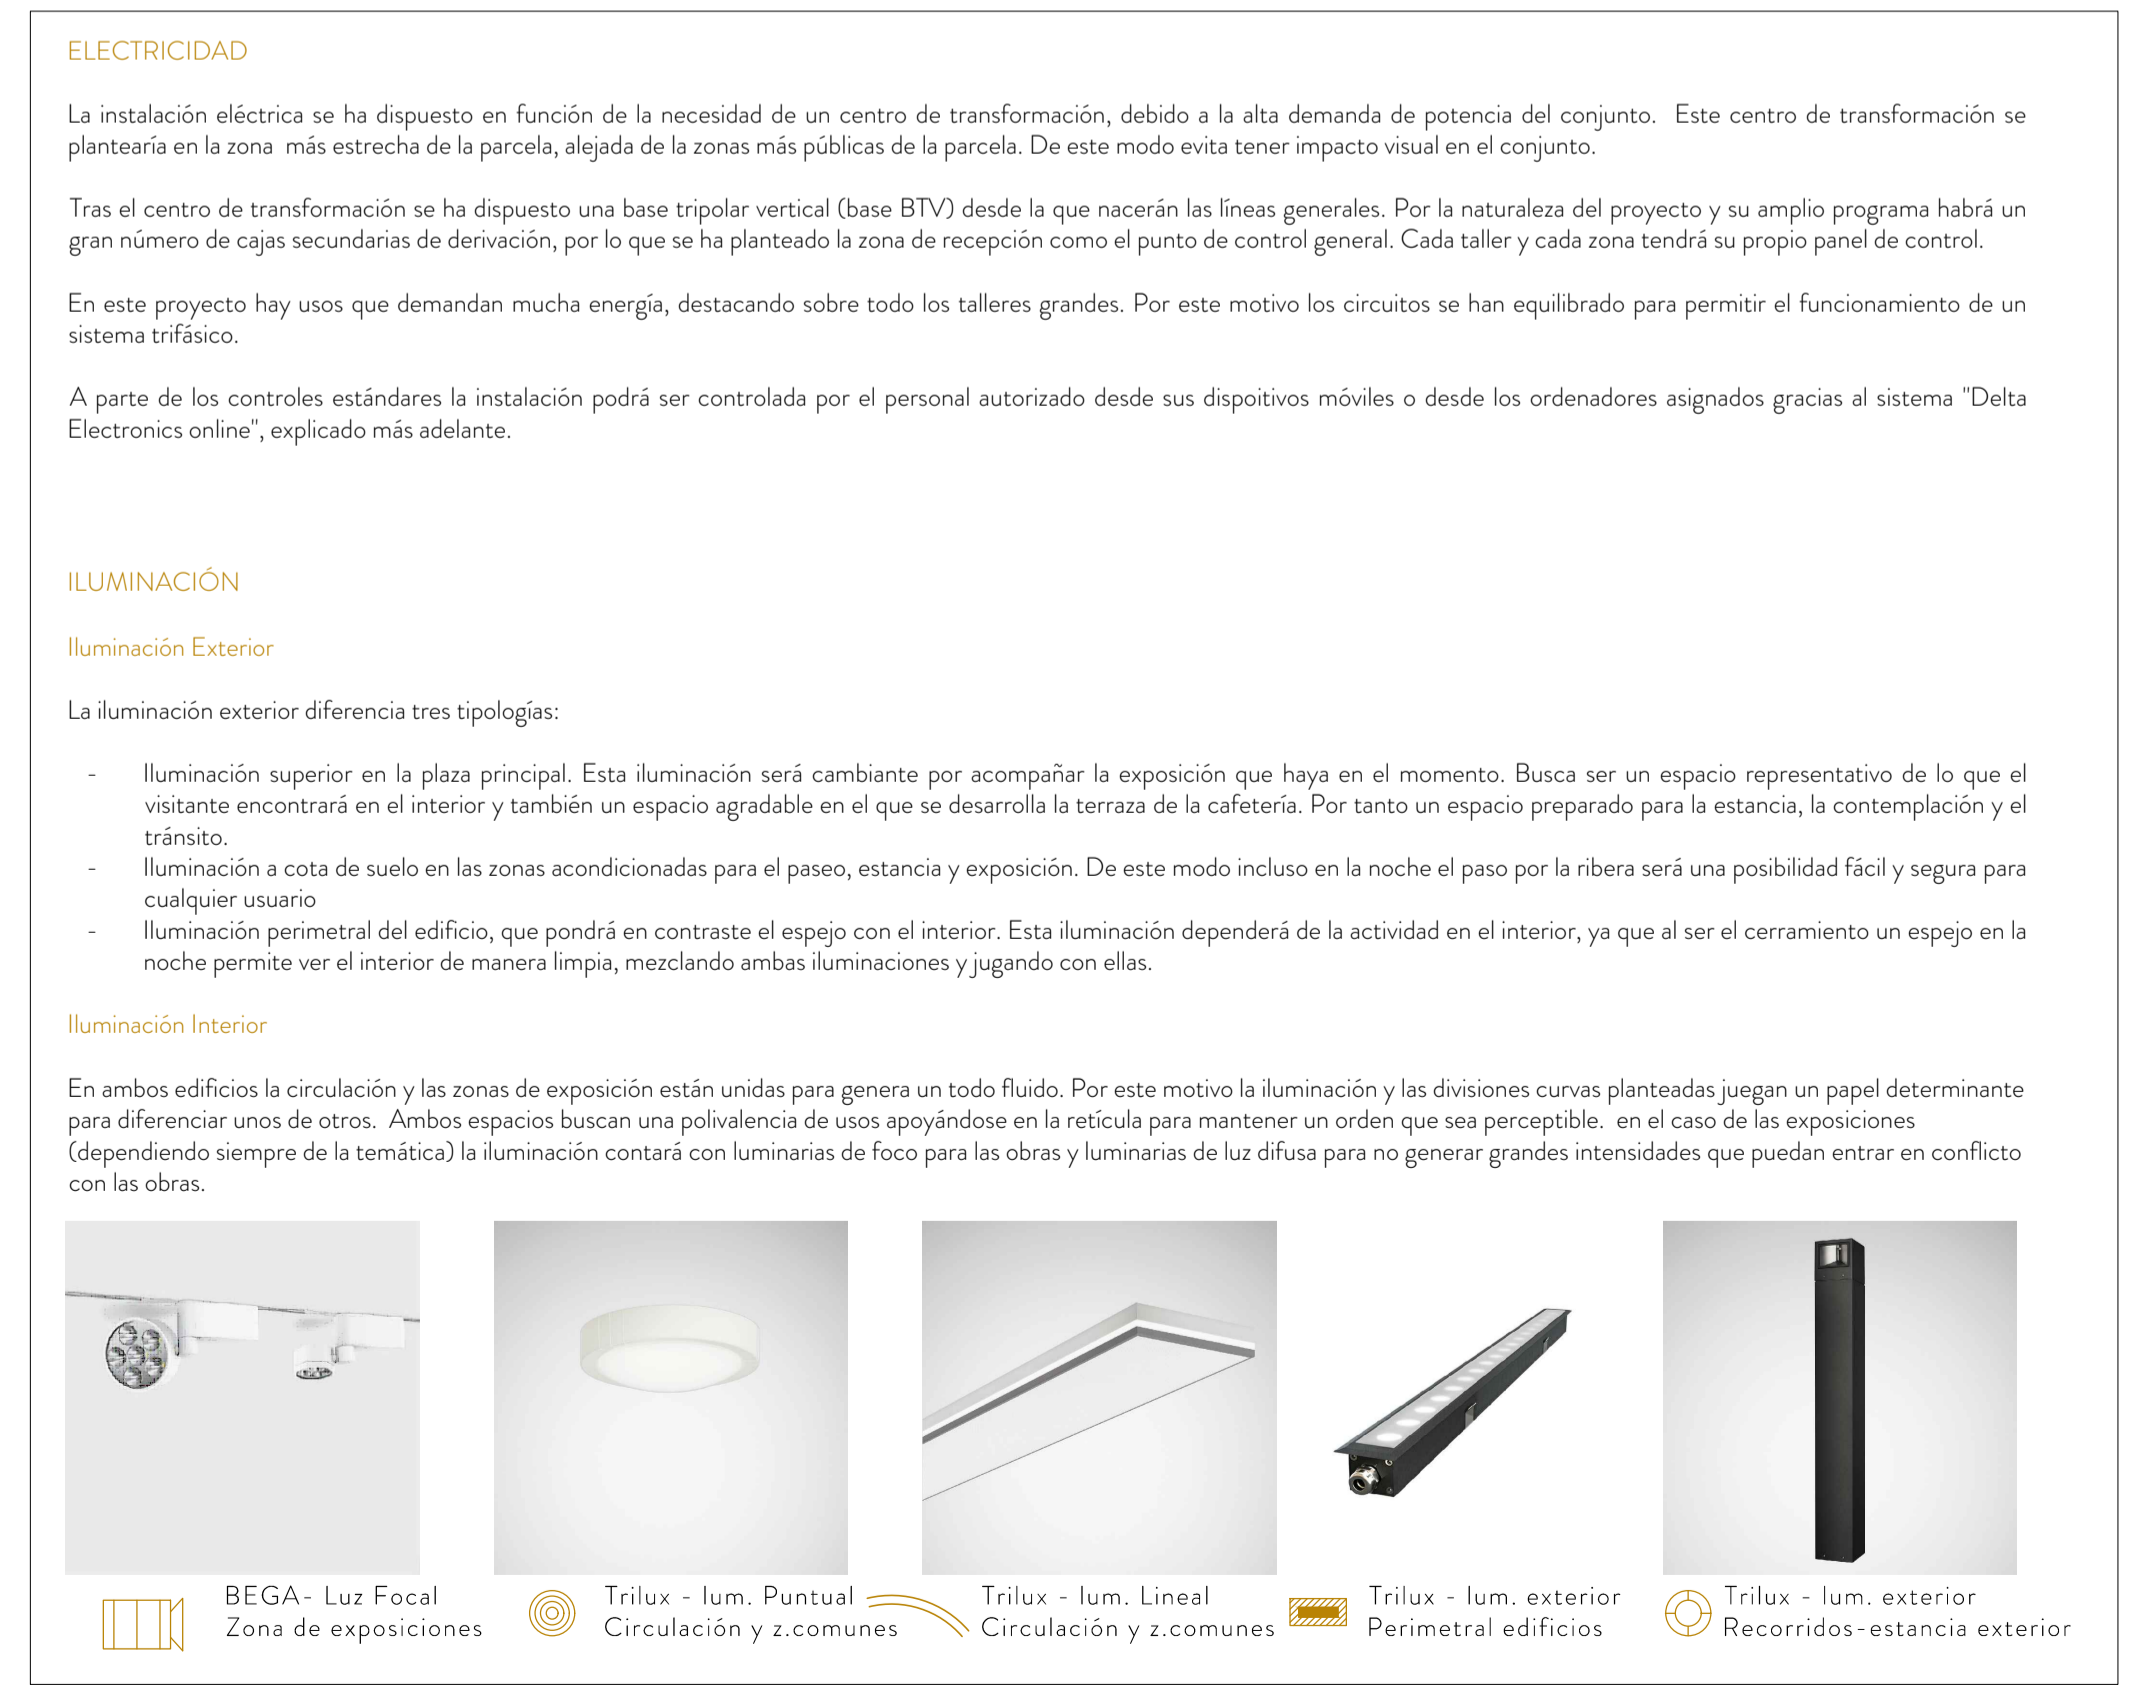 ELECTRICIDAD
La instalación eléctrica se ha dispuesto en función de la necesidad de un centro de transformación, debido a la alta demanda de potencia del conjunto. Este centro de transformación se
plantearía en la zona más estrecha de la parcela, alejada de la zonas más públicas de la parcela. De este modo evita tener impacto visual en el conjunto.
Tras el centro de transformación se ha dispuesto una base tripolar vertical (base BTV) desde la que nacerán las líneas generales. Por la naturaleza del proyecto y su amplio programa habrá un
gran número de cajas secundarias de derivación, por lo que se ha planteado la zona de recepción como el punto de control general. Cada taller y cada zona tendrá su propio panel de control.
En este proyecto hay usos que demandan mucha energía, destacando sobre todo los talleres grandes. Por este motivo los circuitos se han equilibrado para permitir el funcionamiento de un
sistema trifásico.
A parte de los controles estándares la instalación podrá ser controlada por el personal autorizado desde sus dispoitivos móviles o desde los ordenadores asignados gracias al sistema "Delta
Electronics online", explicado más adelante.
ILUMINACIÓN
Iluminación Exterior
La iluminación exterior diferencia tres tipologías:
- Iluminación superior en la plaza principal. Esta iluminación será cambiante por acompañar la exposición que haya en el momento. Busca ser un espacio representativo de lo que el
visitante encontrará en el interior y también un espacio agradable en el que se desarrolla la terraza de la cafetería. Por tanto un espacio preparado para la estancia, la contemplación y el
tránsito.
- Iluminación a cota de suelo en las zonas acondicionadas para el paseo, estancia y exposición. De este modo incluso en la noche el paso por la ribera será una posibilidad fácil y segura para
cualquier usuario
- Iluminación perimetral del edificio, que pondrá en contraste el espejo con el interior. Esta iluminación dependerá de la actividad en el interior, ya que al ser el cerramiento un espejo en la
noche permite ver el interior de manera limpia, mezclando ambas iluminaciones y jugando con ellas.
Iluminación Interior
En ambos edificios la circulación y las zonas de exposición están unidas para genera un todo fluido. Por este motivo la iluminación y las divisiones curvas planteadas juegan un papel determinante
para diferenciar unos de otros. Ambos espacios buscan una polivalencia de usos apoyándose en la retícula para mantener un orden que sea perceptible. en el caso de las exposiciones
(dependiendo siempre de la temática) la iluminación contará con luminarias de foco para las obras y luminarias de luz difusa para no generar grandes intensidades que puedan entrar en conflicto
con las obras.
BEGA- Luz Focal
Zona de exposiciones
Trilux - lum. Puntual
Circulación y z.comunes
Trilux - lum. Lineal
Circulación y z.comunes
Trilux - lum. exterior
Perimetral edificios
Trilux - lum. exterior
Recorridos-estancia exterior